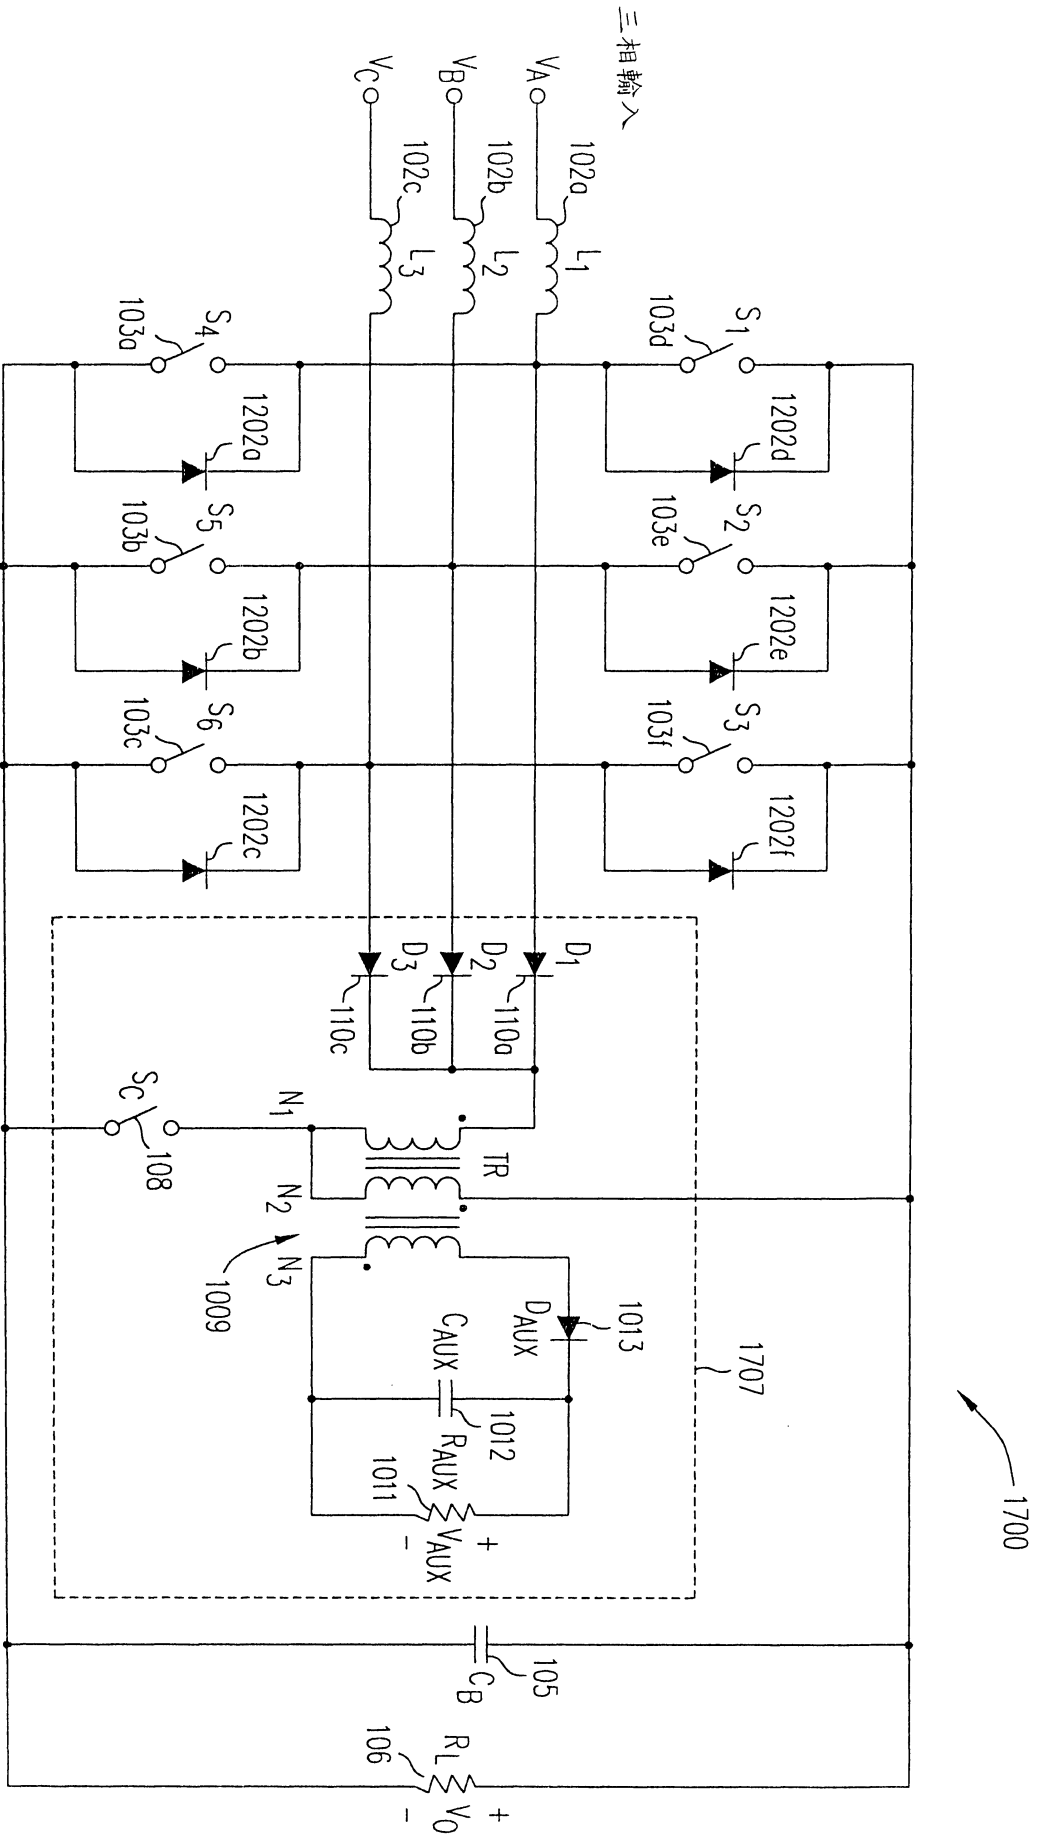 1700
三相輸入
VA
VB
VC
102a
102b
102c
L1
L2
L3
S1
103d
1202d
S2
103e
1202e
S3
103f
1202f
S4
103a
1202a
S5
103b
1202b
S6
103c
1202c
D1
110a
D2
110b
D3
110c
SC
108
N1
TR
N2
N3
1009
1013
DAUX
CAUX
1012
RAUX
1011
+
VAUX
-
1707
105
CB
RL
106
+
VO
-